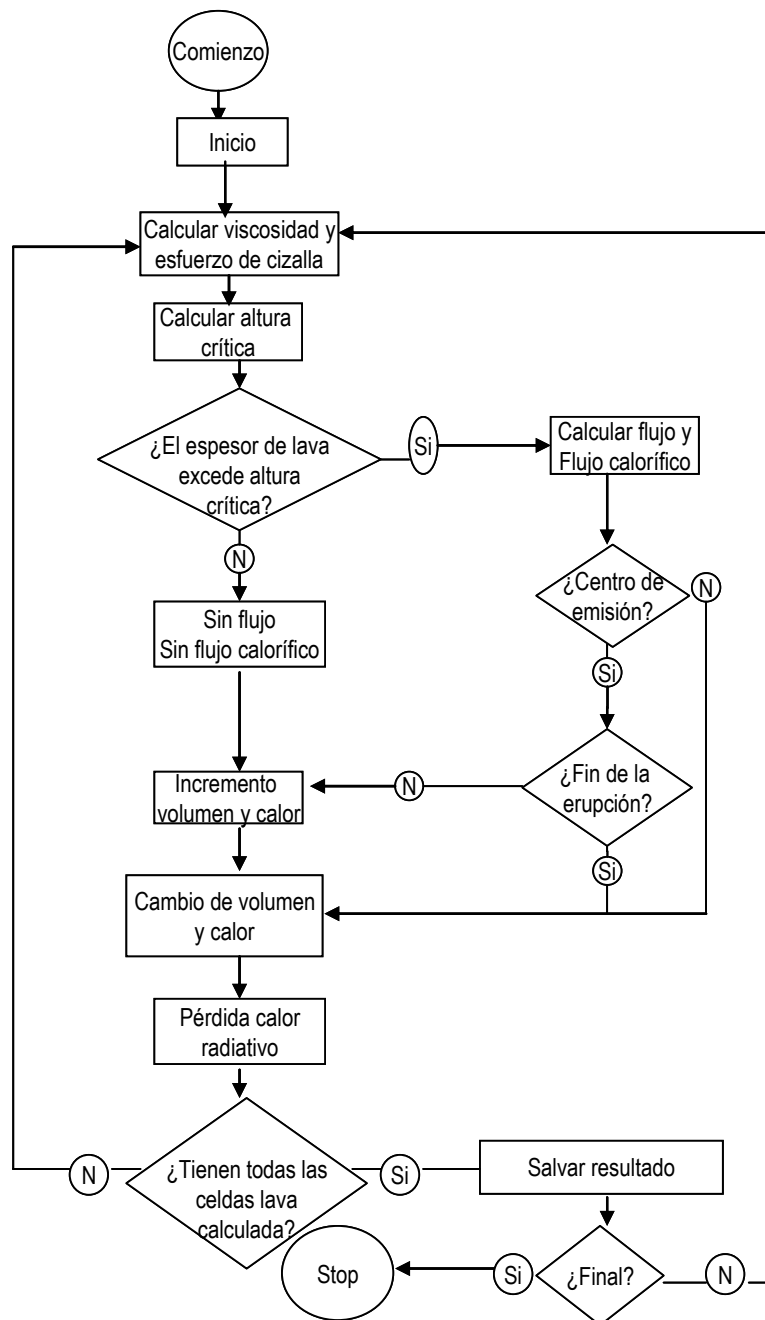 Comienzo
Inicio
Calcular viscosidad y
esfuerzo de cizalla
Calcular altura
crítica
¿El espesor de lava
excede altura
crítica?
Si
Calcular flujo y
Flujo calorífico
N
¿Centro de
emisión?
N
Sin flujo
Sin flujo calorífico
Si
Incremento
volumen y calor
N
¿Fin de la
erupción?
Si
Cambio de volumen
y calor
Pérdida calor
radiativo
N
¿Tienen todas las
celdas lava
calculada?
Si
Salvar resultado
Stop
Si
¿Final?
N